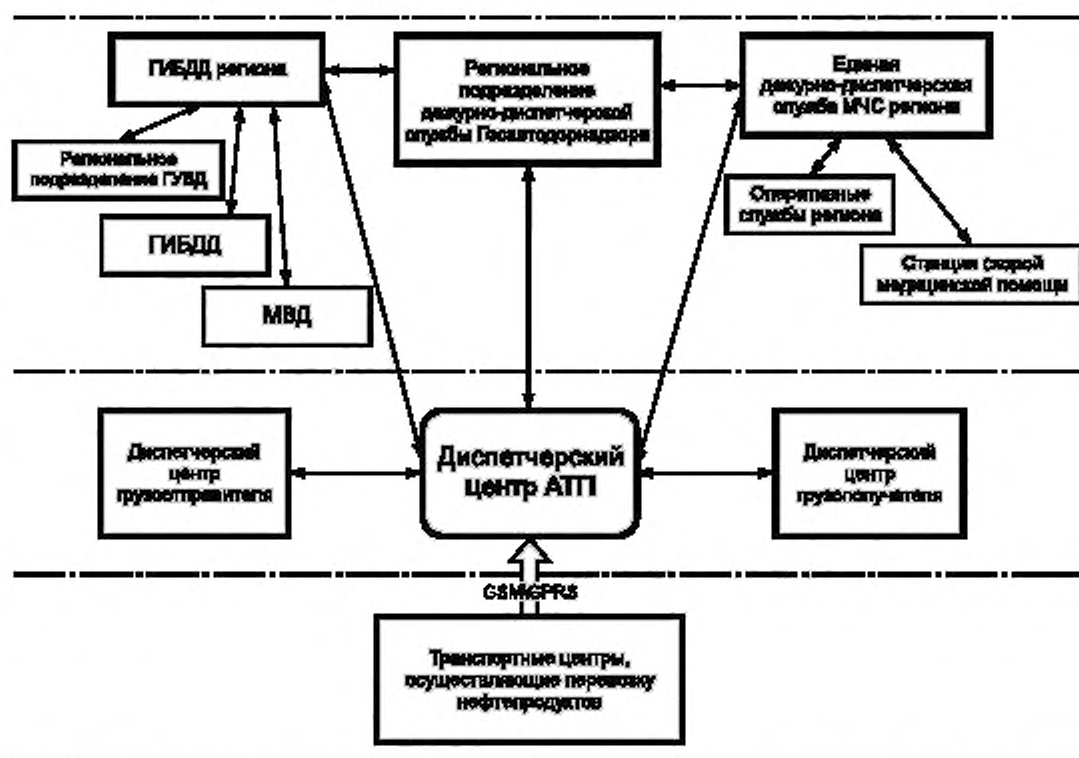 ГИБДД региона
Региональное
подразделение
дежурно-диспетчерской
службы Госавтодорнадзора
Единая
дежурно-диспетчерская
служба МЧС региона
Региональное
подразделение ГУВД
ГИБДД
МВД
Оперативные
службы региона
Станция скорой
медицинской помощи
Диспетчерский
центр
грузоотправителя
Диспетчерский
центр АТП
Диспетчерский
центр
грузополучателя
GSM/GPRS
Транспортные центры,
осуществляющие перевозку
нефтепродуктов